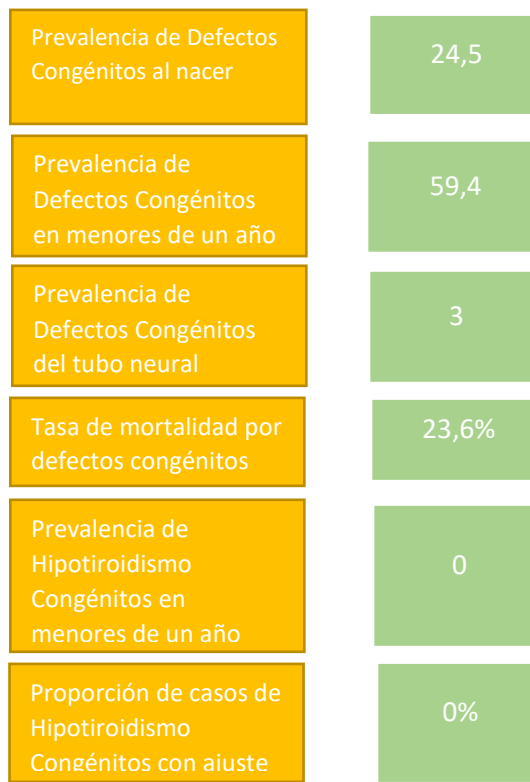 Prevalencia de Defectos
Congénitos al nacer
24,5
Prevalencia de
Defectos Congénitos
en menores de un año
59,4
Prevalencia de
Defectos Congénitos
del tubo neural
3
Tasa de mortalidad por
defectos congénitos
23,6%
Prevalencia de
Hipotiroidismo
Congénitos en
menores de un año
0
Proporción de casos de
Hipotiroidismo
Congénitos con ajuste
0%